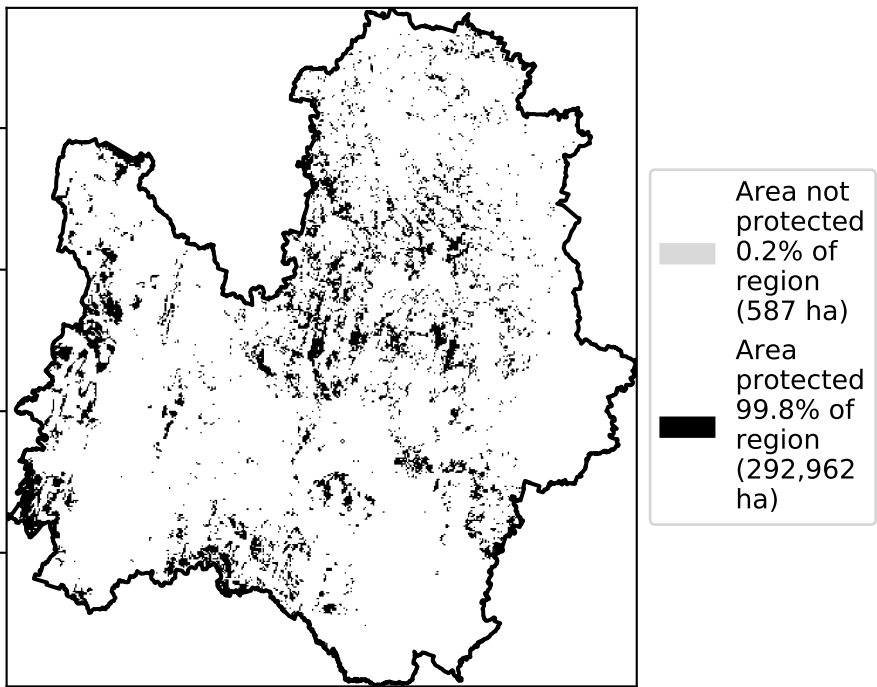 Area not
protected
0.2% of
region
(587 ha)
Area
protected
99.8% of
region
(292,962
ha)